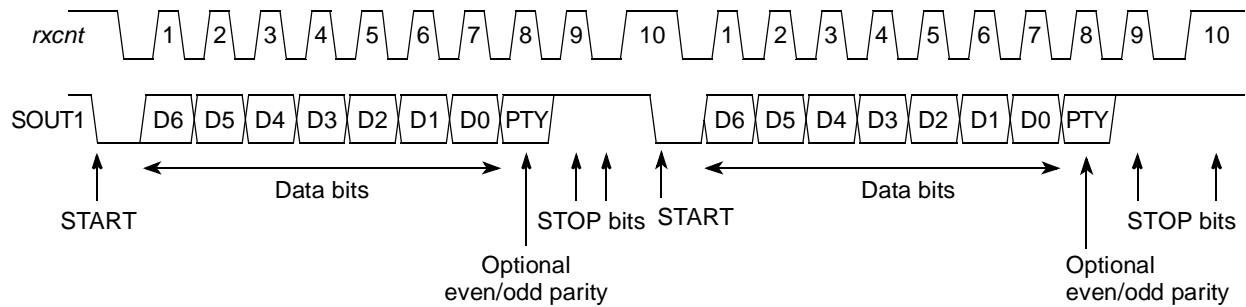 rxcnt 1 2 3 4 5 6 7 8 9 10 1 2 3 4 5 6 7 8 9 10
SOUT1 D6 D5 D4 D3 D2 D1 D0 PTY D6 D5 D4 D3 D2 D1 D0 PTY
Data bits Data bits
START STOP bits START STOP bits
Optional Optional
even/odd parity even/odd parity